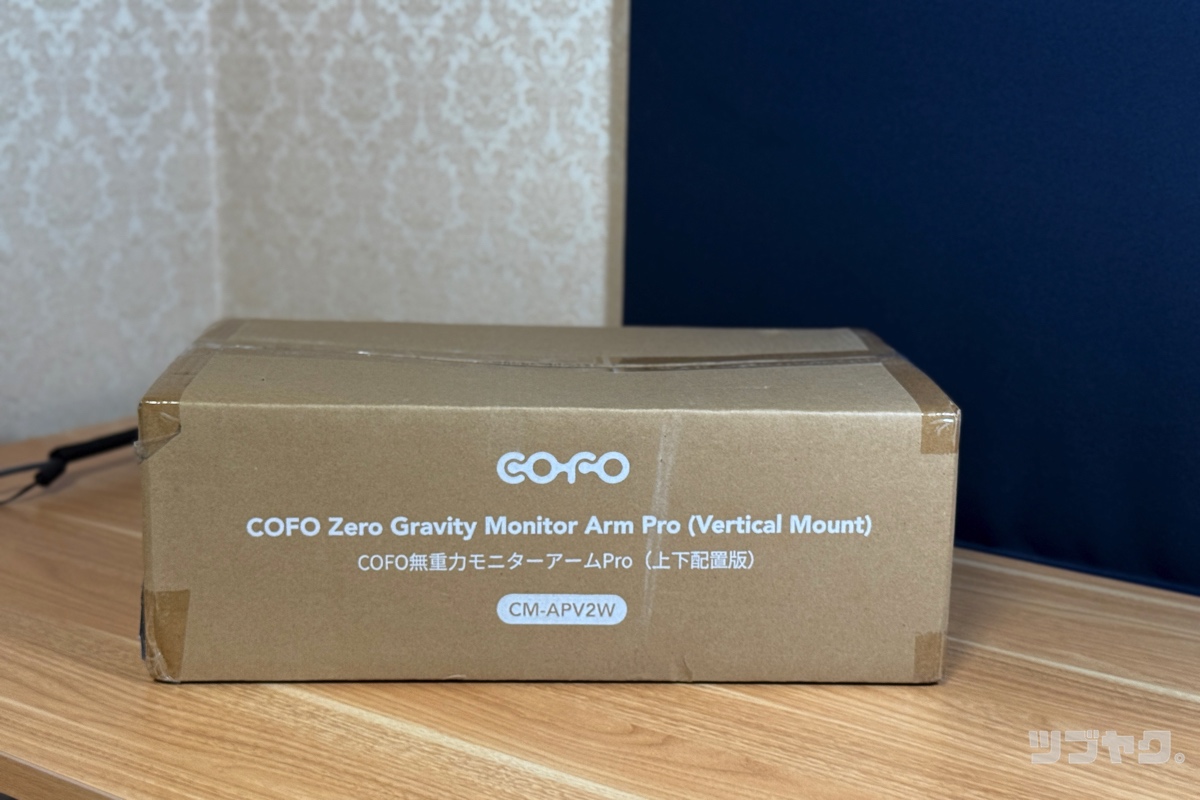 COFO
COFO Zero Gravity Monitor Arm Pro (Vertical Mount)
COFO無重力モニターアームPro（上下配置版）
CM-APV2W
ツブヤク。